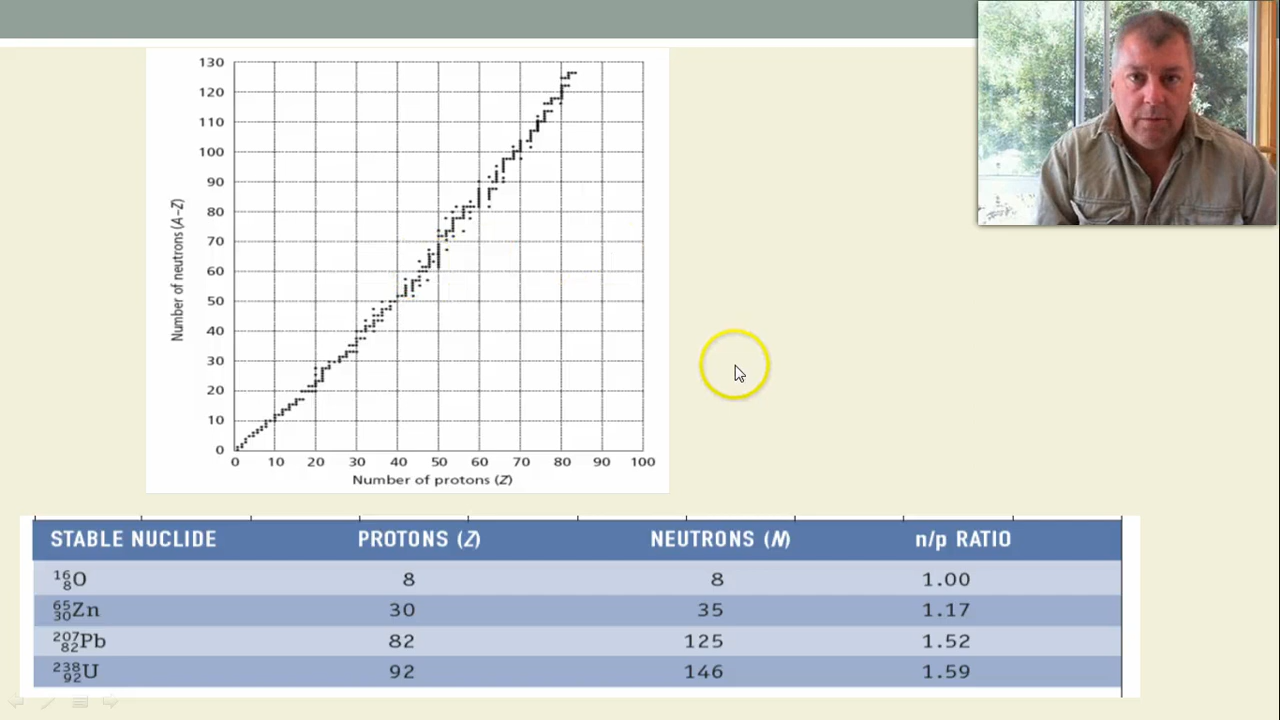 130
120
110
100
90
80
70
60
50
40
30
20
10
0
Number of neutrons (A–Z)
0 10 20 30 40 50 60 70 80 90 100
Number of protons (Z)
STABLE NUCLIDE PROTONS (Z) NEUTRONS (N) n/p RATIO
¹⁶₈O 8 8 1.00
⁶⁵₃₀Zn 30 35 1.17
²⁰⁷₈₂Pb 82 125 1.52
²³⁸₉₂U 92 146 1.59